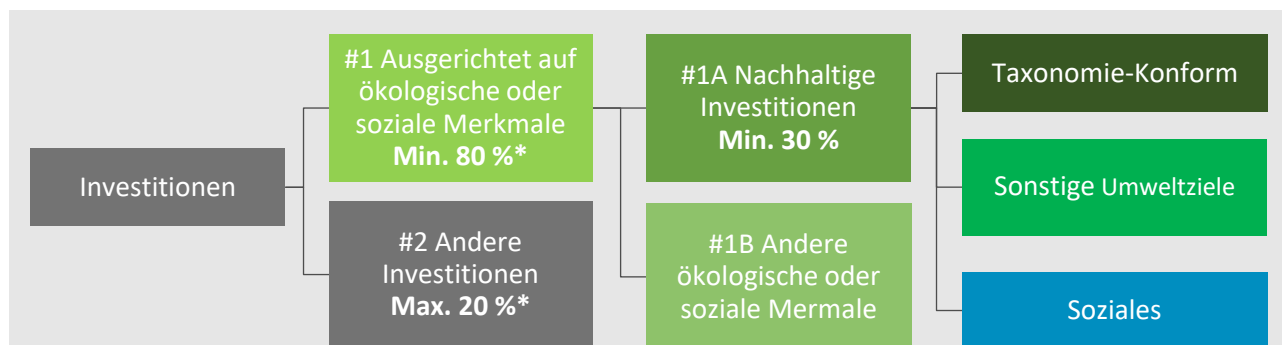 Investitionen
#1 Ausgerichtet auf
ökologische oder
soziale Merkmale
Min. 80 %*
#2 Andere
Investitionen
Max. 20 %*
#1A Nachhaltige
Investitionen
Min. 30 %
#1B Andere
ökologische oder
soziale Mermale
Taxonomie-Konform
Sonstige Umweltziele
Soziales